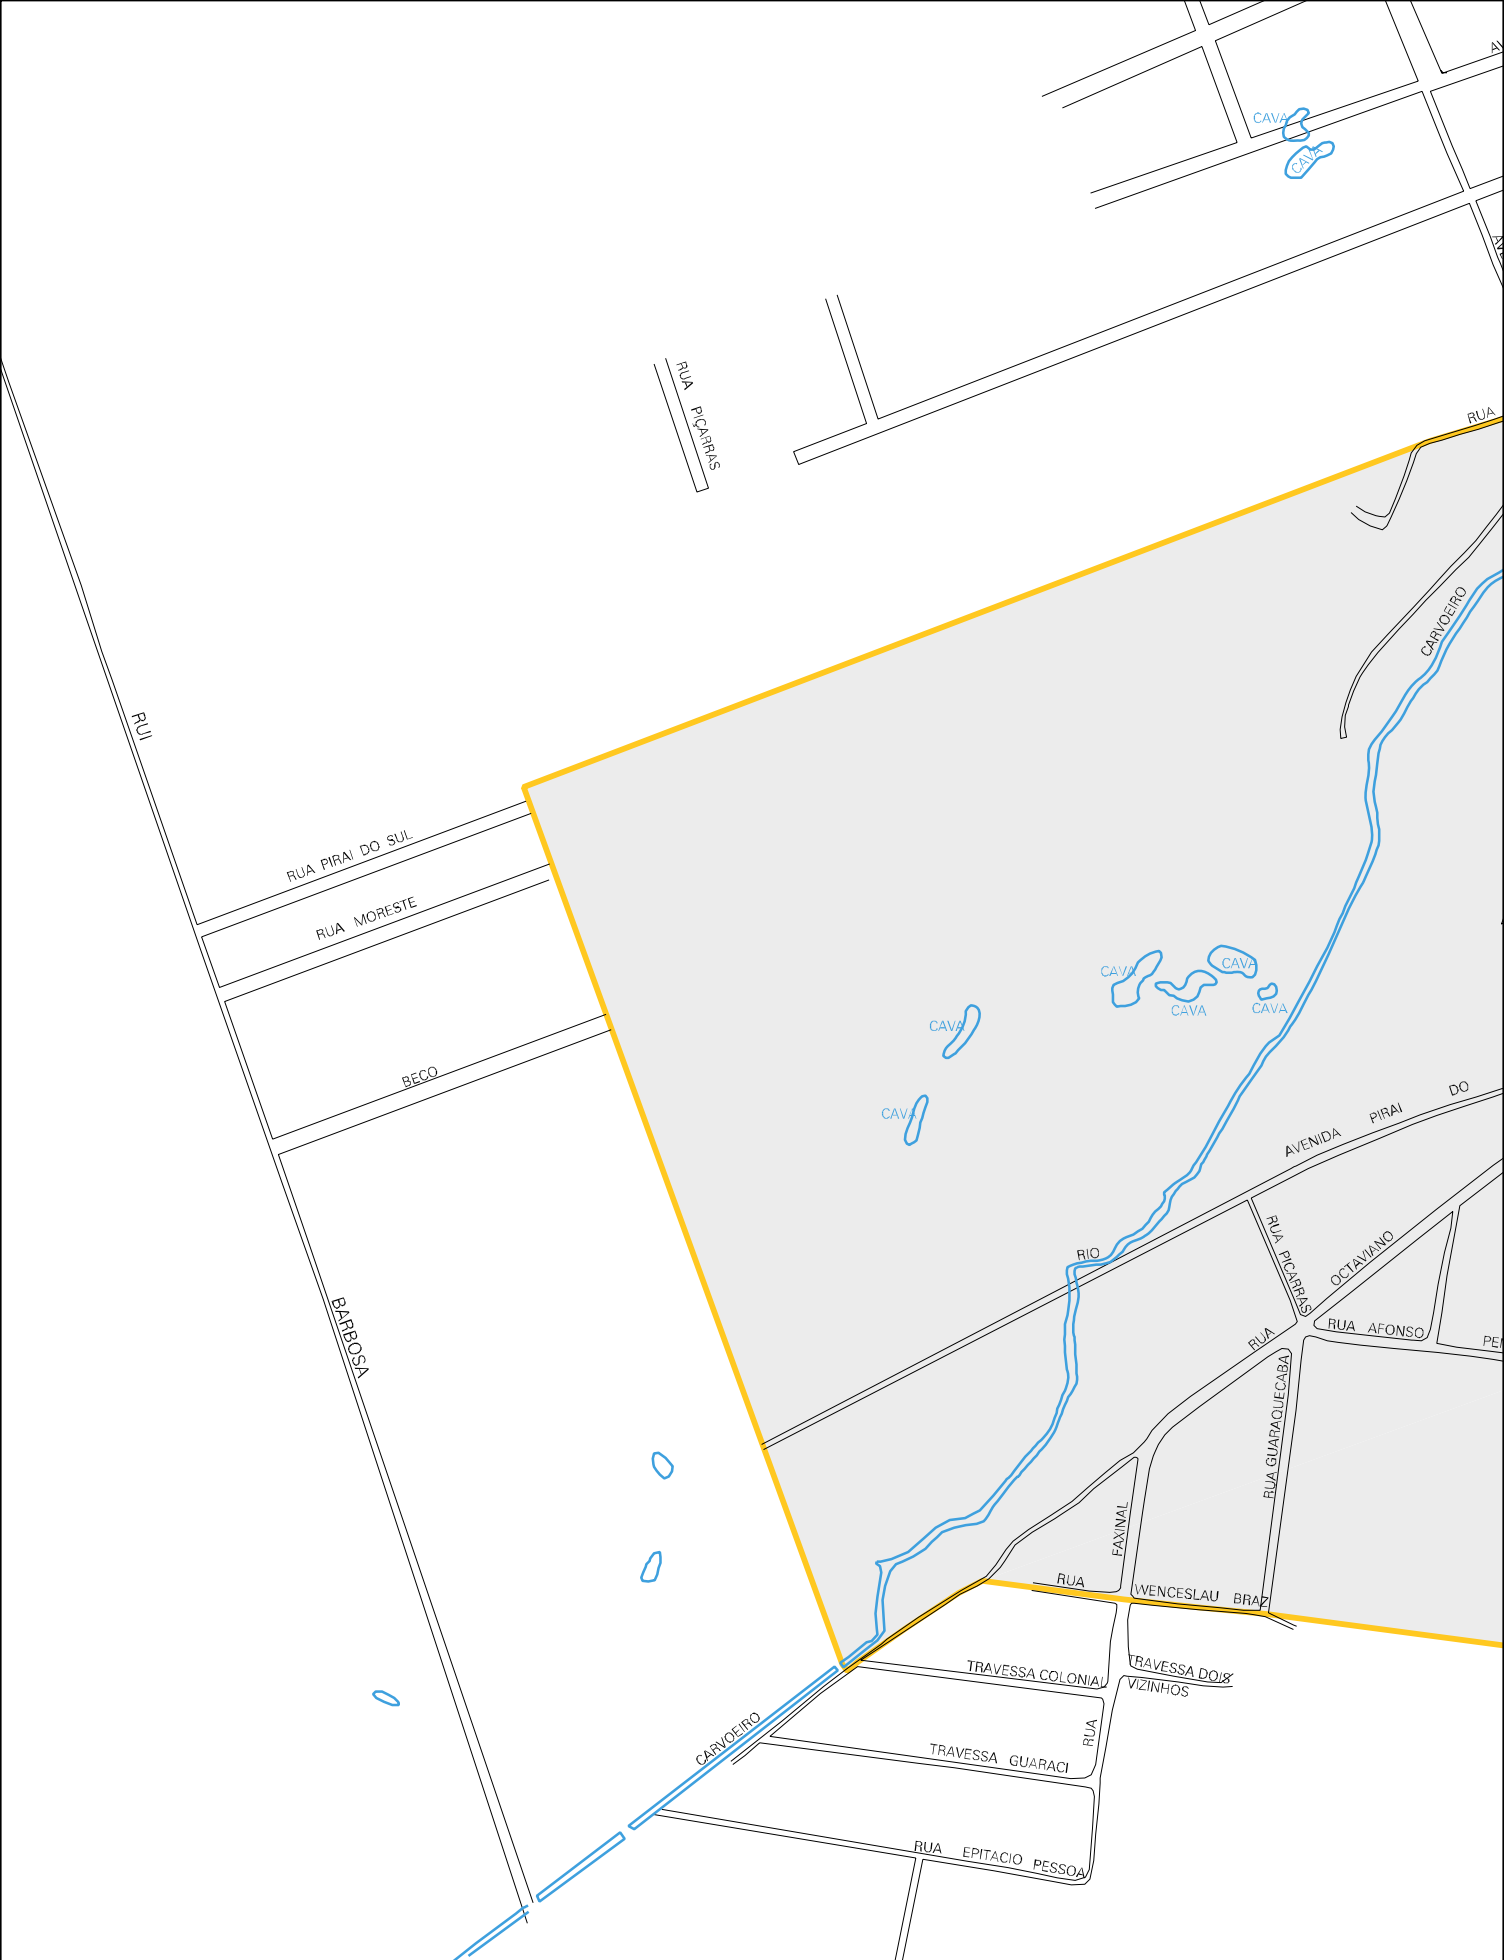 CAVA
CAVA
RUA PIÇARRAS
RUA
CARVOEIRO
RUI
RUA PIRAI DO SUL
RUA MORESTE
CAVA
CAVA
CAVA
CAVA
CAVA
BECO
CAVA
AVENIDA PIRAI DO
RIO
RUA PICARRAS
RUA OCTAVIANO
RUA AFONSO
BARBOSA
RUA GUARAQUECABA
FAXINAL
RUA WENCESLAU BRAZ
TRAVESSA COLONIAL
TRAVESSA DOIS
VIZINHOS
CARVOEIRO
RUA
TRAVESSA GUARACI
RUA EPITACIO PESSOA